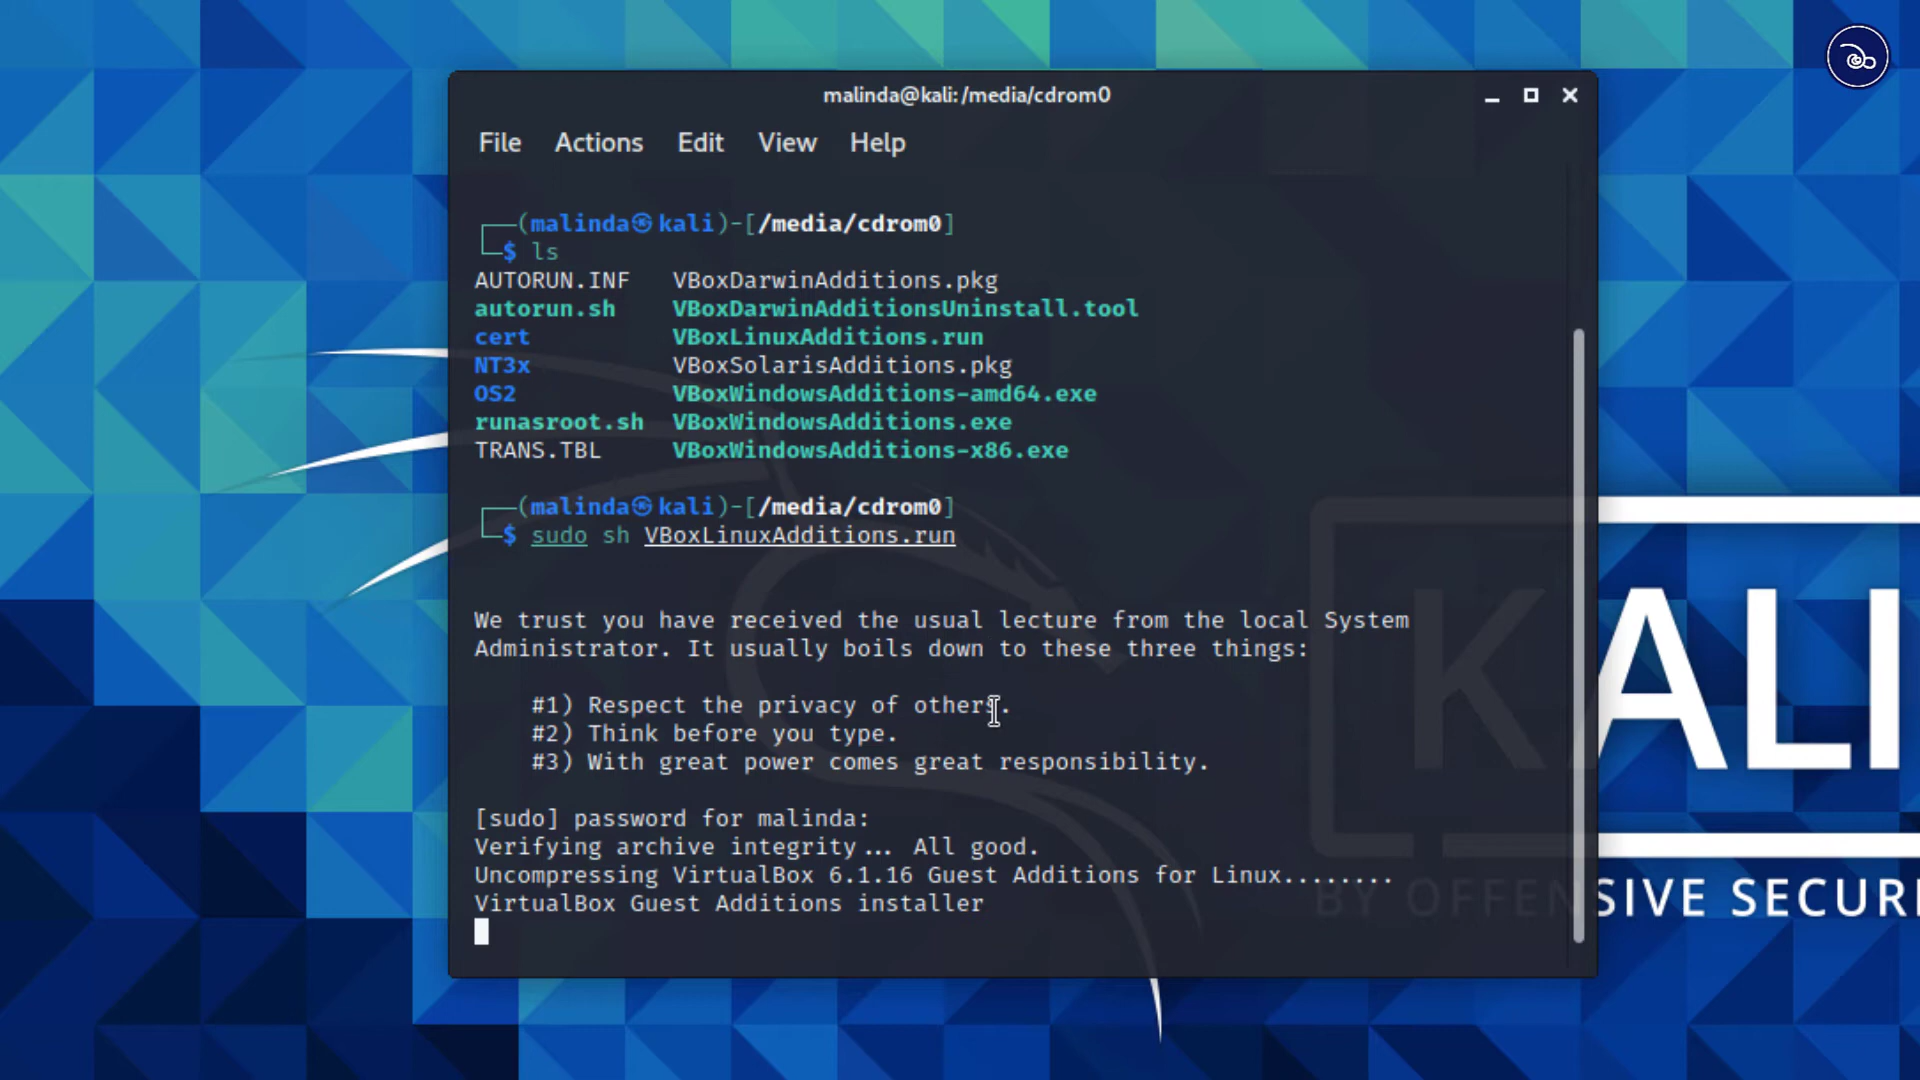 malinda@kali: /media/cdrom0
File Actions Edit View Help
(malinda㉿kali)-[/media/cdrom0]
$ ls
AUTORUN.INF VBoxDarwinAdditions.pkg
autorun.sh VBoxDarwinAdditionsUninstall.tool
cert VBoxLinuxAdditions.run
NT3x VBoxSolarisAdditions.pkg
OS2 VBoxWindowsAdditions-amd64.exe
runasroot.sh VBoxWindowsAdditions.exe
TRANS.TBL VBoxWindowsAdditions-x86.exe
(malinda㉿kali)-[/media/cdrom0]
$ sudo sh VBoxLinuxAdditions.run
We trust you have received the usual lecture from the local System
Administrator. It usually boils down to these three things:
#1) Respect the privacy of others.
#2) Think before you type.
#3) With great power comes great responsibility.
[sudo] password for malinda:
Verifying archive integrity... All good.
Uncompressing VirtualBox 6.1.16 Guest Additions for Linux........
VirtualBox Guest Additions installer
KALI
BY OFFENSIVE SECURI